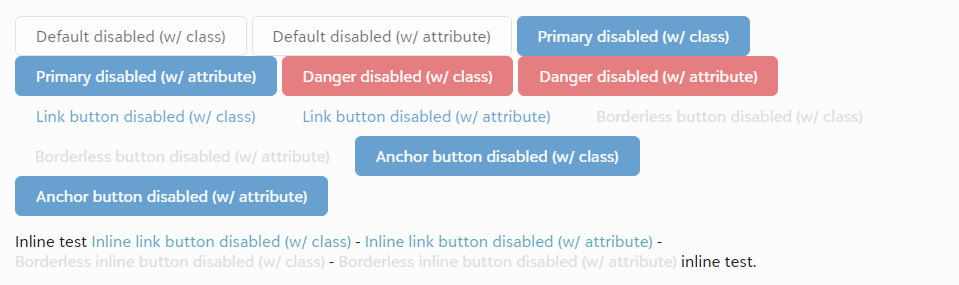 Default disabled (w/ class) Default disabled (w/ attribute) Primary disabled (w/ class)
Primary disabled (w/ attribute) Danger disabled (w/ class) Danger disabled (w/ attribute)
Link button disabled (w/ class) Link button disabled (w/ attribute) Borderless button disabled (w/ class)
Borderless button disabled (w/ attribute) Anchor button disabled (w/ class)
Anchor button disabled (w/ attribute)
Inline test Inline link button disabled (w/ class) - Inline link button disabled (w/ attribute) -
Borderless inline button disabled (w/ class) - Borderless inline button disabled (w/ attribute) inline test.